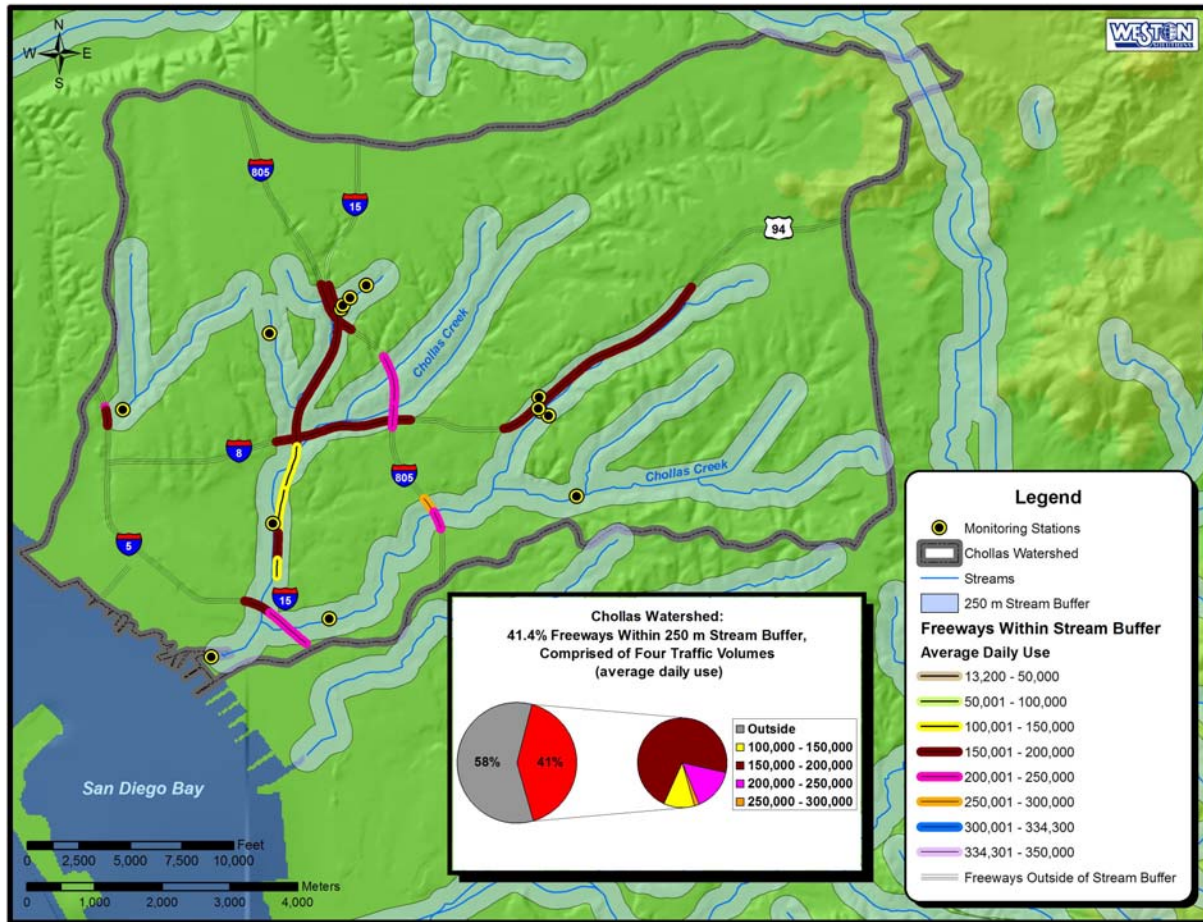 N
W E
S
WESTON
SOLUTIONS
805
15
94
Chollas Creek
8
805
Chollas Creek
5
15
San Diego Bay
Feet
0 2,500 5,000 7,500 10,000
Meters
0 1,000 2,000 3,000 4,000
Chollas Watershed:
41.4% Freeways Within 250 m Stream Buffer,
Comprised of Four Traffic Volumes
(average daily use)
58%
41%
Outside
100,000 - 150,000
150,000 - 200,000
200,000 - 250,000
250,000 - 300,000
Legend
Monitoring Stations
Chollas Watershed
Streams
250 m Stream Buffer
Freeways Within Stream Buffer
Average Daily Use
13,200 - 50,000
50,001 - 100,000
100,001 - 150,000
150,001 - 200,000
200,001 - 250,000
250,001 - 300,000
300,001 - 334,300
334,301 - 350,000
Freeways Outside of Stream Buffer